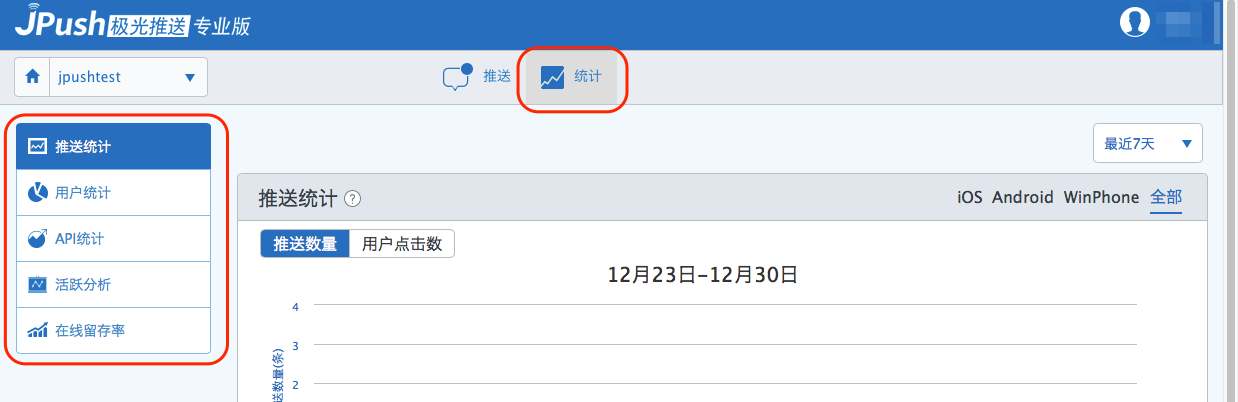 JPush极光推送 专业版
jpushtest
推送
统计
推送统计
用户统计
API统计
活跃分析
在线留存率
最近7天
推送统计 ?
iOS Android WinPhone 全部
推送数量 用户点击数
12月23日-12月30日
4
3
2
送数量(条)